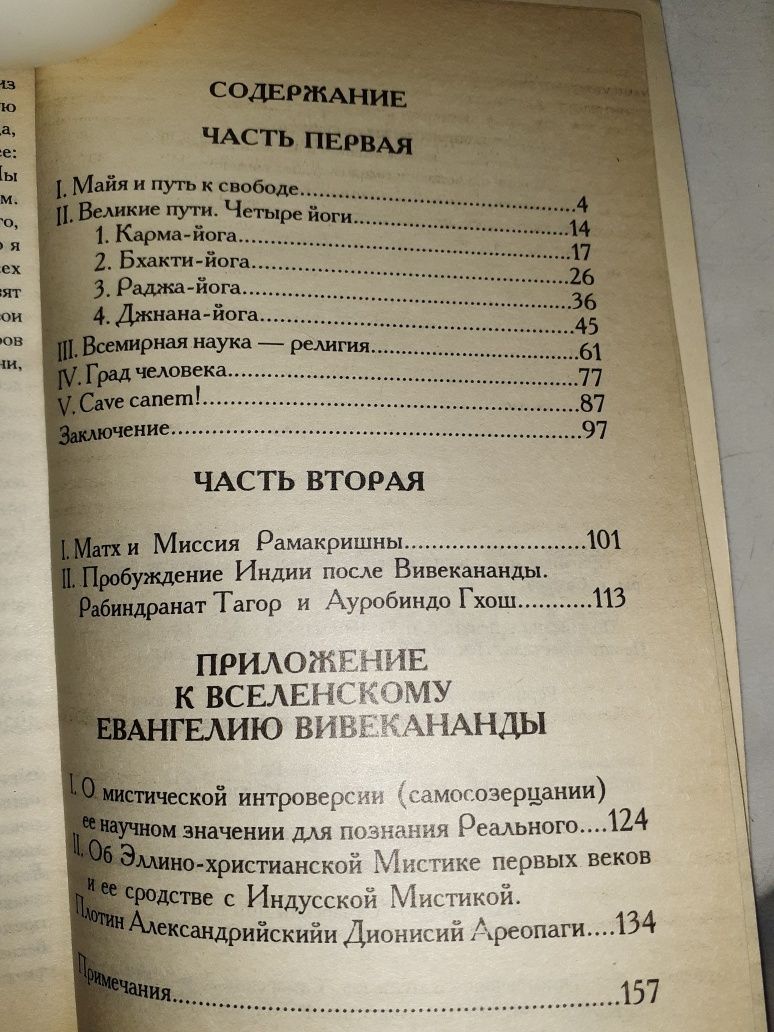 СОДЕРЖАНИЕ
ЧАСТЬ ПЕРВАЯ
I. Майя и путь к свободе...............................4
II. Великие пути. Четыре йоги...........................14
1. Карма-йога...............................17
2. Бхакти-йога...............................26
3. Раджа-йога...............................36
4. Джнана-йога...............................45
III. Всемирная наука — религия.........................61
IV. Град человека...............................77
V. Cave canem!...............................87
Заключение...............................97
ЧАСТЬ ВТОРАЯ
I. Матх и Миссия Рамакришны.........................101
II. Пробуждение Индии после Вивекананды.
Рабиндранат Тагор и Ауробиндо Гхош...........113
ПРИЛОЖЕНИЕ
К ВСЕЛЕНСКОМУ
ЕВАНГЕЛИЮ ВИВЕКАНАНДЫ
I. О мистической интроверсии (самосозерцании)
ее научном значении для познания Реального....124
II. Об Эллино-христианской Мистике первых веков
и ее сродстве с Индусской Мистикой.
Плотин Александрийскийи Дионисий Ареопаги....134
Примечания...............................157